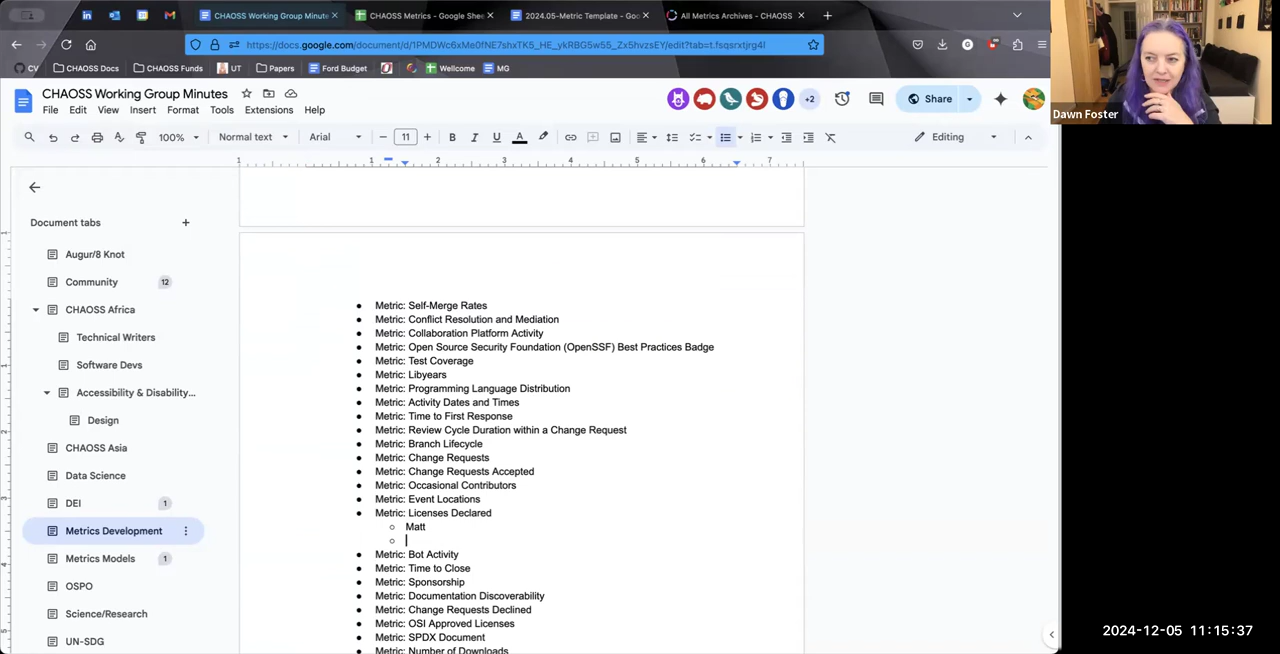 CHAOSS Working Group Minute
CHAOSS Metrics - Google Shee
2024.05-Metric Template - Goo
All Metrics Archives - CHAOSS
https://docs.google.com/document/d/1PMDWc6xMe0fNE7shxTK5_HE_ykRBG5w55_Zx5hvzsEY/edit?tab=t.fsqsrxtjrg4l
CV
CHAOSS Docs
CHAOSS Funds
UT
Papers
Ford Budget
Wellcome
MG
CHAOSS Working Group Minutes
File Edit View Insert Format Tools Extensions Help
+2
Share
100%
Normal text
Arial
11
Editing
1 1 2 3 4 5 6 7
Document tabs
Augur/8 Knot
Community 12
CHAOSS Africa
Technical Writers
Software Devs
Accessibility & Disability...
Design
CHAOSS Asia
Data Science
DEI 1
Metrics Development
Metrics Models 1
OSPO
Science/Research
UN-SDG
Metric: Self-Merge Rates
Metric: Conflict Resolution and Mediation
Metric: Collaboration Platform Activity
Metric: Open Source Security Foundation (OpenSSF) Best Practices Badge
Metric: Test Coverage
Metric: Libyears
Metric: Programming Language Distribution
Metric: Activity Dates and Times
Metric: Time to First Response
Metric: Review Cycle Duration within a Change Request
Metric: Branch Lifecycle
Metric: Change Requests
Metric: Change Requests Accepted
Metric: Occasional Contributors
Metric: Event Locations
Metric: Licenses Declared
Matt
Metric: Bot Activity
Metric: Time to Close
Metric: Sponsorship
Metric: Documentation Discoverability
Metric: Change Requests Declined
Metric: OSI Approved Licenses
Metric: SPDX Document
Metric: Number of Downloads
Dawn Foster
2024-12-05 11:15:37